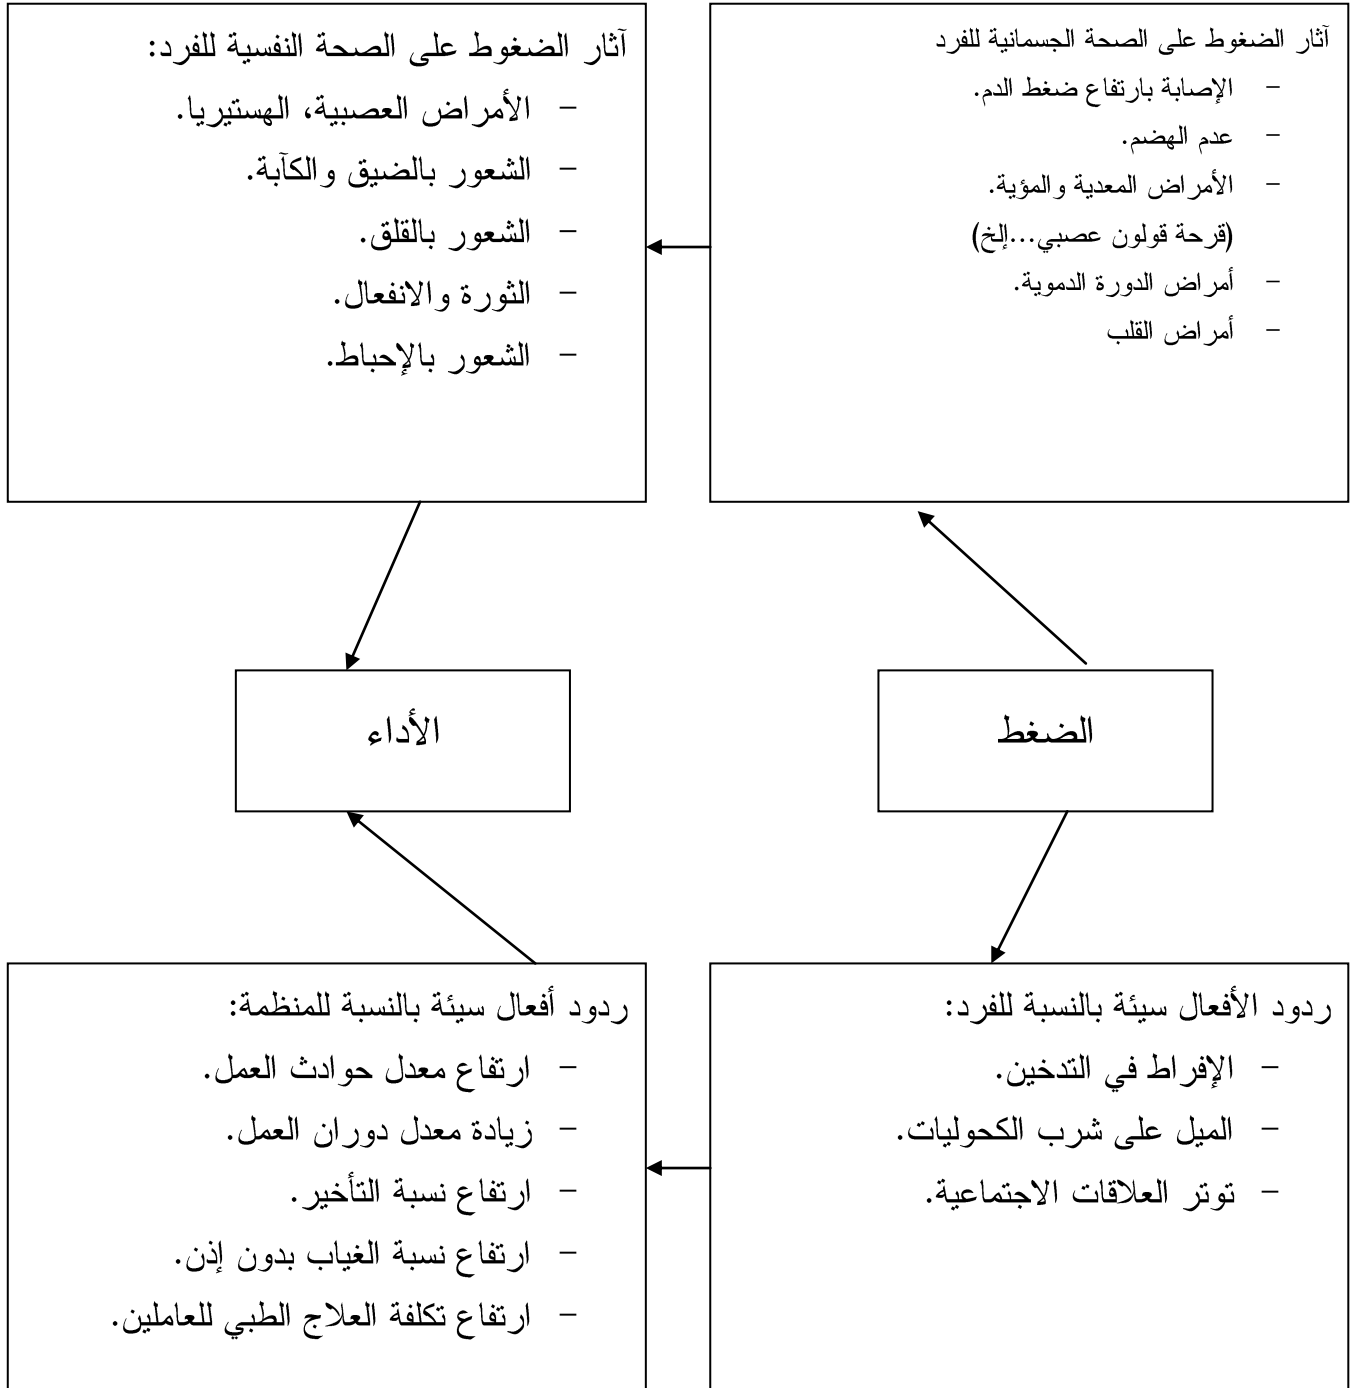 آثار الضغوط على الصحة الجسمانية للفرد
- الإصابة بارتفاع ضغط الدم.
- عدم الهضم.
- الأمراض المعدية والمؤية.
(قرحة قولون عصبي...إلخ)
- أمراض الدورة الدموية.
- أمراض القلب
آثار الضغوط على الصحة النفسية للفرد:
- الأمراض العصبية، الهستيريا.
- الشعور بالضيق والكآبة.
- الشعور بالقلق.
- الثورة والانفعال.
- الشعور بالإحباط.
الضغط
الأداء
ردود الأفعال سيئة بالنسبة للفرد:
- الإفراط في التدخين.
- الميل على شرب الكحوليات.
- توتر العلاقات الاجتماعية.
ردود أفعال سيئة بالنسبة للمنظمة:
- ارتفاع معدل حوادث العمل.
- زيادة معدل دوران العمل.
- ارتفاع نسبة التأخير.
- ارتفاع نسبة الغياب بدون إذن.
- ارتفاع تكلفة العلاج الطبي للعاملين.